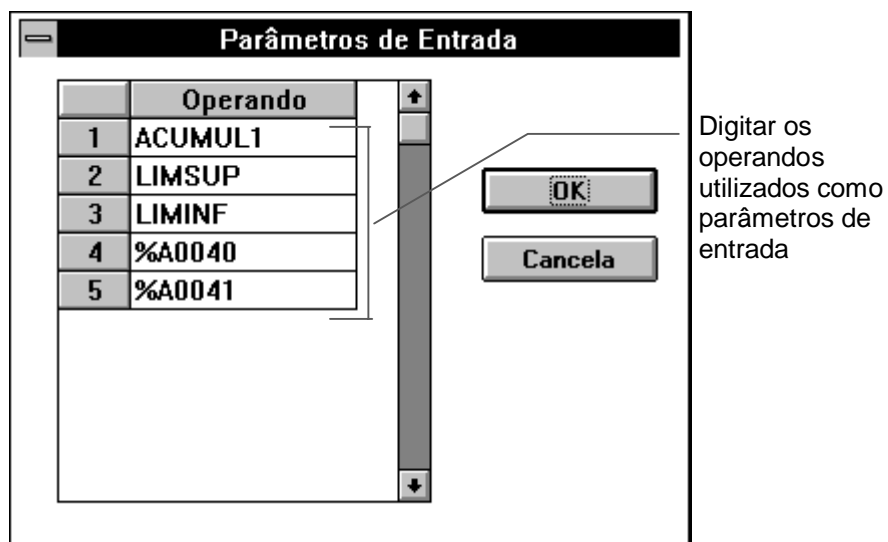 Parâmetros de Entrada
Operando
1 ACUMUL1
2 LIMSUP
3 LIMINF
4 %A0040
5 %A0041
OK
Cancela
Digitar os
operandos
utilizados como
parâmetros de
entrada